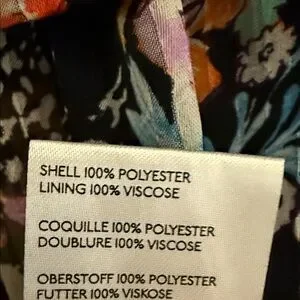 SHELL 100% POLYESTER
LINING 100% VISCOSE
COQUILLE 100% POLYESTER
DOUBLURE 100% VISCOSE
OBERSTOFF 100% POLYESTER
FUTTER 100% VISKOSE